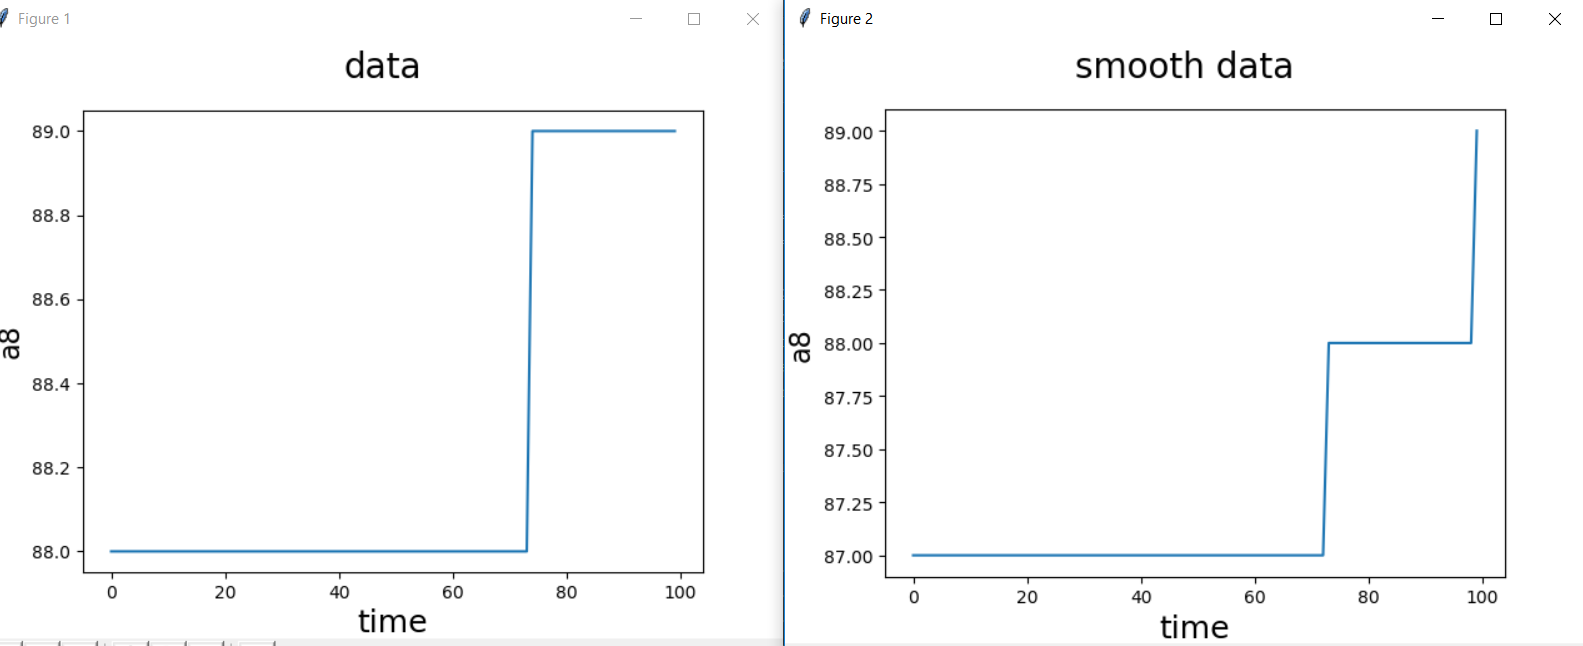 Figure 1
data
89.0
88.8
88.6
88.4
88.2
88.0
a8
0 20 40 60 80 100
time
Figure 2
smooth data
89.00
88.75
88.50
88.25
88.00
87.75
87.50
87.25
87.00
a8
0 20 40 60 80 100
time